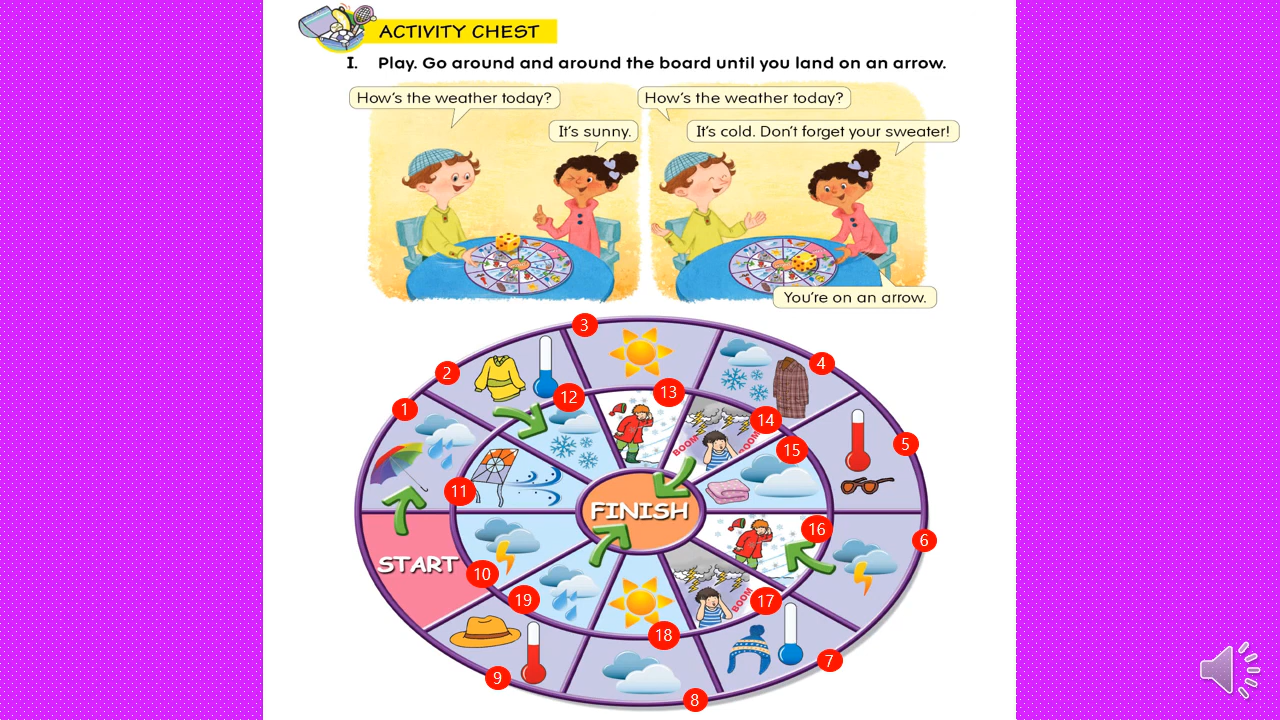 ACTIVITY CHEST
I. Play. Go around and around the board until you land on an arrow.
How's the weather today?
It's sunny.
How's the weather today?
It's cold. Don't forget your sweater!
You're on an arrow.
3
2
4
12
13
1
14
5
15
BOOM
BOOM
11
FINISH
16
6
START
10
19
17
BOOM
18
7
9
8